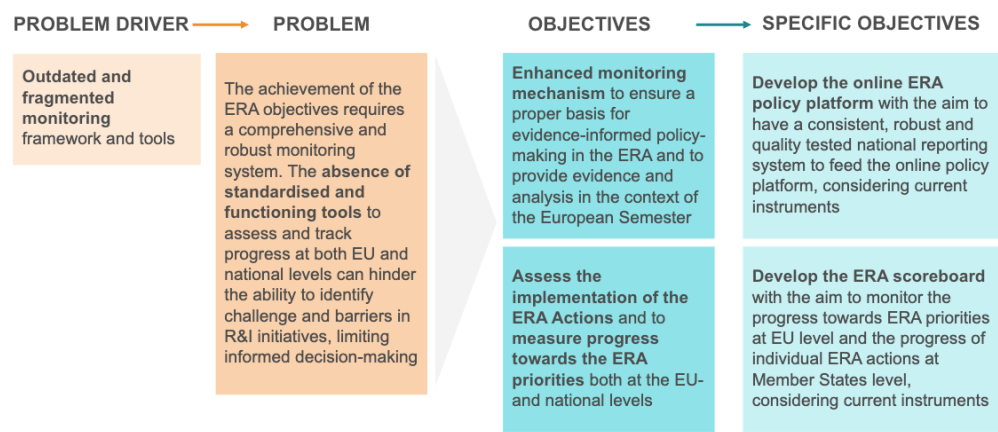 PROBLEM DRIVER
PROBLEM
OBJECTIVES
SPECIFIC OBJECTIVES
Outdated and
fragmented
monitoring
framework and tools
The achievement of the
ERA objectives requires
a comprehensive and
robust monitoring
system. The absence of
standardised and
functioning tools to
assess and track
progress at both EU and
national levels can hinder
the ability to identify
challenge and barriers in
R&I initiatives, limiting
informed decision-making
Enhanced monitoring
mechanism to ensure a
proper basis for
evidence-informed policy-
making in the ERA and to
provide evidence and
analysis in the context of
the European Semester
Develop the online ERA
policy platform with the aim to
have a consistent, robust and
quality tested national reporting
system to feed the online policy
platform, considering current
instruments
Assess the
implementation of the
ERA Actions and to
measure progress
towards the ERA
priorities both at the EU-
and national levels
Develop the ERA scoreboard
with the aim to monitor the
progress towards ERA priorities
at EU level and the progress of
individual ERA actions at
Member States level,
considering current instruments